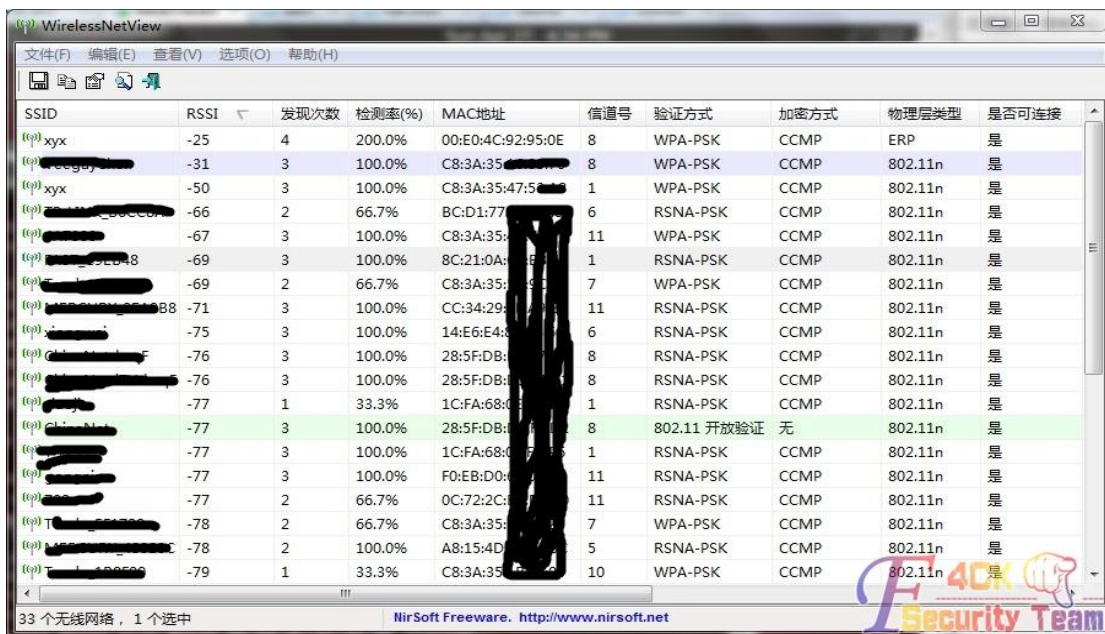 WirelessNetView
文件(F) 编辑(E) 查看(V) 选项(O) 帮助(H)
SSID RSSI 发现次数 检测率(%) MAC地址 信道号 验证方式 加密方式 物理层类型 是否可连接
xyx -25 4 200.0% 00:E0:4C:92:95:0E 8 WPA-PSK CCMP ERP 是
-31 3 100.0% C8:3A:35 8 WPA-PSK CCMP 802.11n 是
xyx -50 3 100.0% C8:3A:35:47:5 1 WPA-PSK CCMP 802.11n 是
-66 2 66.7% BC:D1:77 6 RSNA-PSK CCMP 802.11n 是
-67 3 100.0% C8:3A:35: 11 WPA-PSK CCMP 802.11n 是
48 -69 3 100.0% 8C:21:0A: 1 RSNA-PSK CCMP 802.11n 是
-69 2 66.7% C8:3A:35: 7 WPA-PSK CCMP 802.11n 是
B8 -71 3 100.0% CC:34:29: 11 RSNA-PSK CCMP 802.11n 是
-75 3 100.0% 14:E6:E4: 6 RSNA-PSK CCMP 802.11n 是
-76 3 100.0% 28:5F:DB: 8 RSNA-PSK CCMP 802.11n 是
-76 3 100.0% 28:5F:DB: 8 RSNA-PSK CCMP 802.11n 是
-77 1 33.3% 1C:FA:68: 1 RSNA-PSK CCMP 802.11n 是
-77 3 100.0% 28:5F:DB: 8 802.11 开放验证 无 802.11n 是
-77 3 100.0% 1C:FA:68: 1 RSNA-PSK CCMP 802.11n 是
-77 3 100.0% F0:EB:D0: 11 RSNA-PSK CCMP 802.11n 是
-77 2 66.7% 0C:72:2C: 11 RSNA-PSK CCMP 802.11n 是
-78 2 66.7% C8:3A:35: 7 WPA-PSK CCMP 802.11n 是
-78 2 100.0% A8:15:4D 5 RSNA-PSK CCMP 802.11n 是
-79 1 33.3% C8:3A:35 10 WPA-PSK CCMP 802.11n 是
33 个无线网络, 1 个选中 NirSoft Freeware. http://www.nirsoft.net
F4CK
Security Team